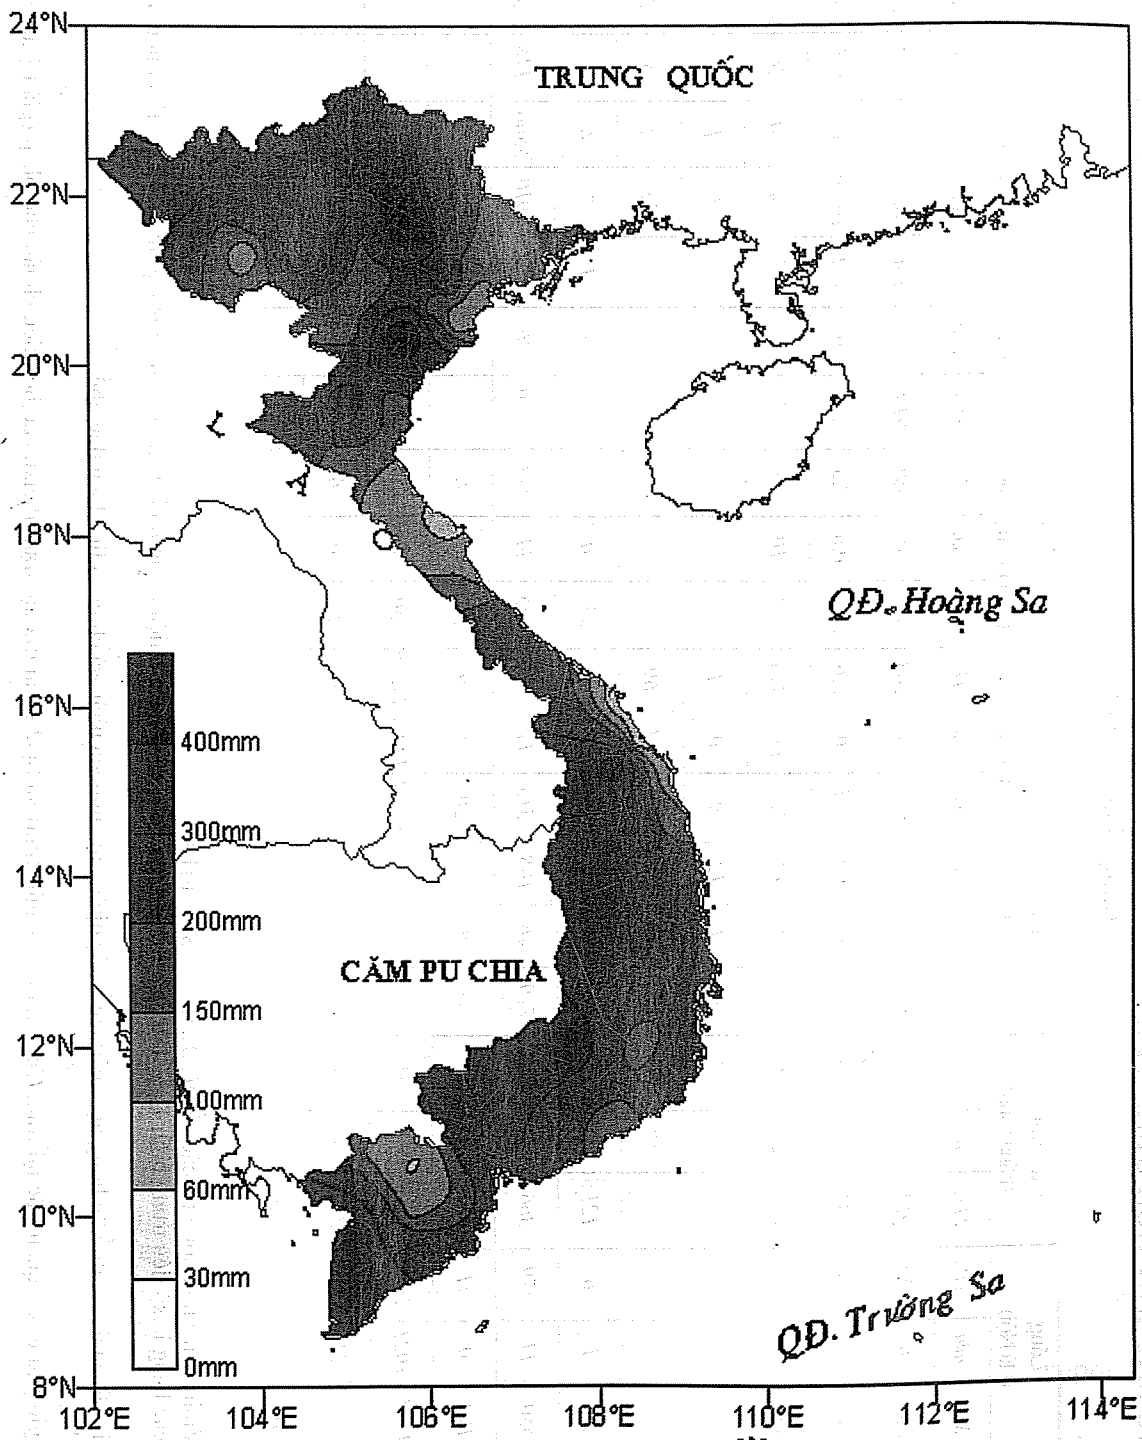 24°N
TRUNG QUỐC
22°N
20°N
18°N
QĐ. Hoàng Sa
16°N
400mm
300mm
14°N
200mm
CĂM PU CHIA
150mm
12°N
100mm
60mm
10°N
30mm
QĐ. Trường Sa
0mm
8°N
102°E 104°E 106°E 108°E 110°E 112°E 114°E